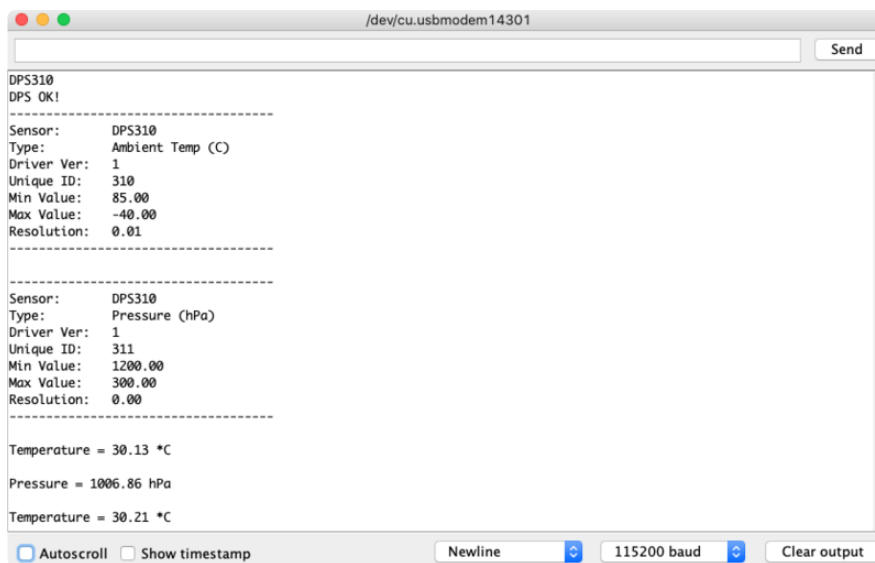 /dev/cu.usbmodem14301
Send
DPS310
DPS OK!
------------------------------------
Sensor:       DPS310
Type:         Ambient Temp (C)
Driver Ver:   1
Unique ID:    310
Min Value:    85.00
Max Value:    -40.00
Resolution:   0.01
------------------------------------
------------------------------------
Sensor:       DPS310
Type:         Pressure (hPa)
Driver Ver:   1
Unique ID:    311
Min Value:    1200.00
Max Value:    300.00
Resolution:   0.00
------------------------------------
Temperature = 30.13 *C
Pressure = 1006.86 hPa
Temperature = 30.21 *C
Autoscroll Show timestamp Newline 115200 baud Clear output